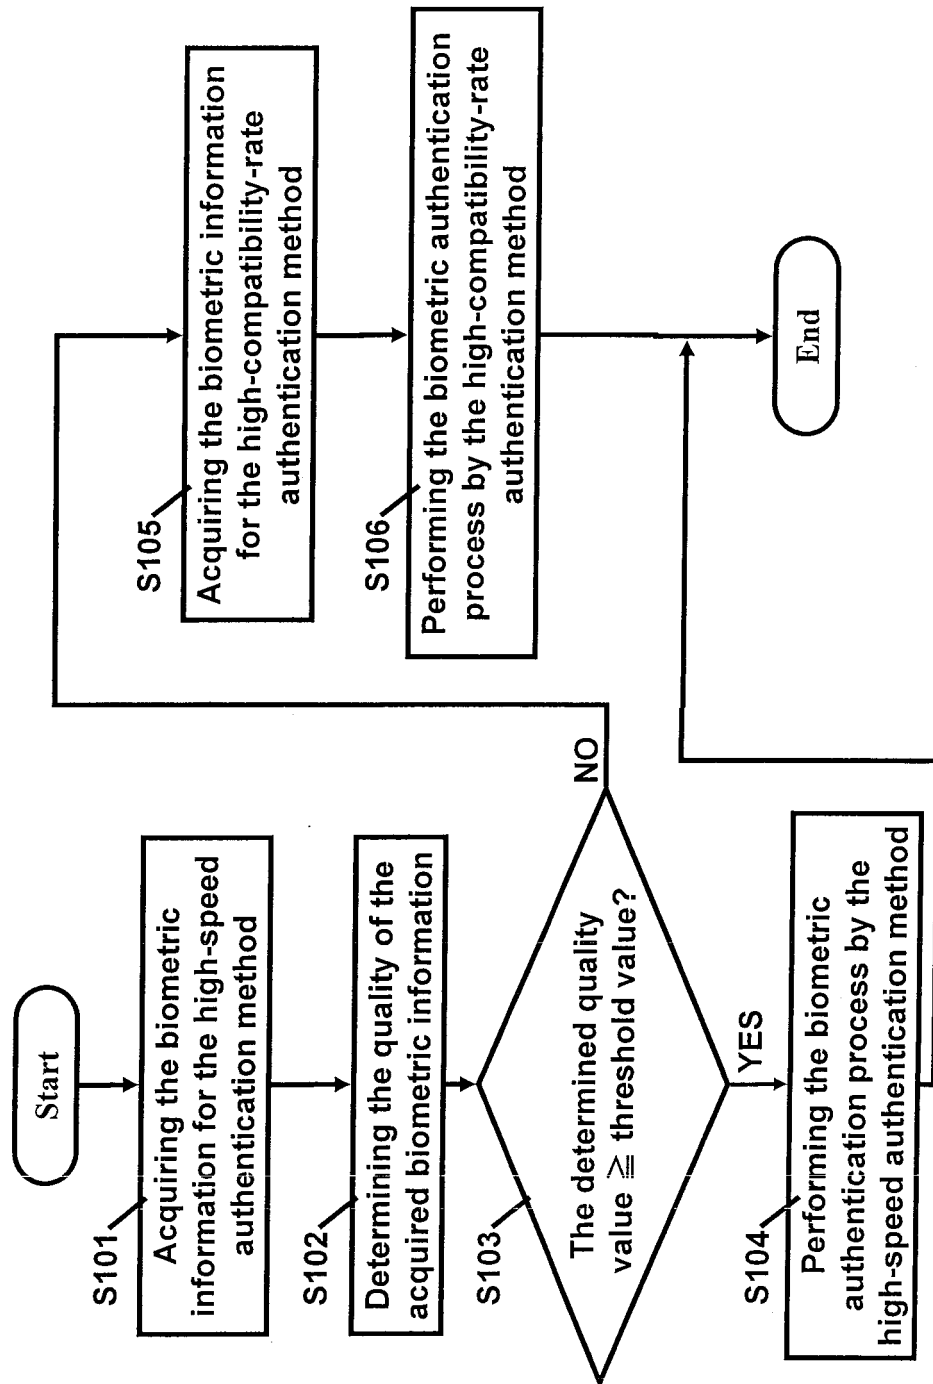 Start
S101
Acquiring the biometric
information for the high-speed
authentication method
S102
Determining the quality of the
acquired biometric information
S103
The determined quality
value ≧ threshold value?
NO
YES
S104
Performing the biometric
authentication process by the
high-speed authentication method
S105
Acquiring the biometric information
for the high-compatibility-rate
authentication method
S106
Performing the biometric authentication
process by the high-compatibility-rate
authentication method
End